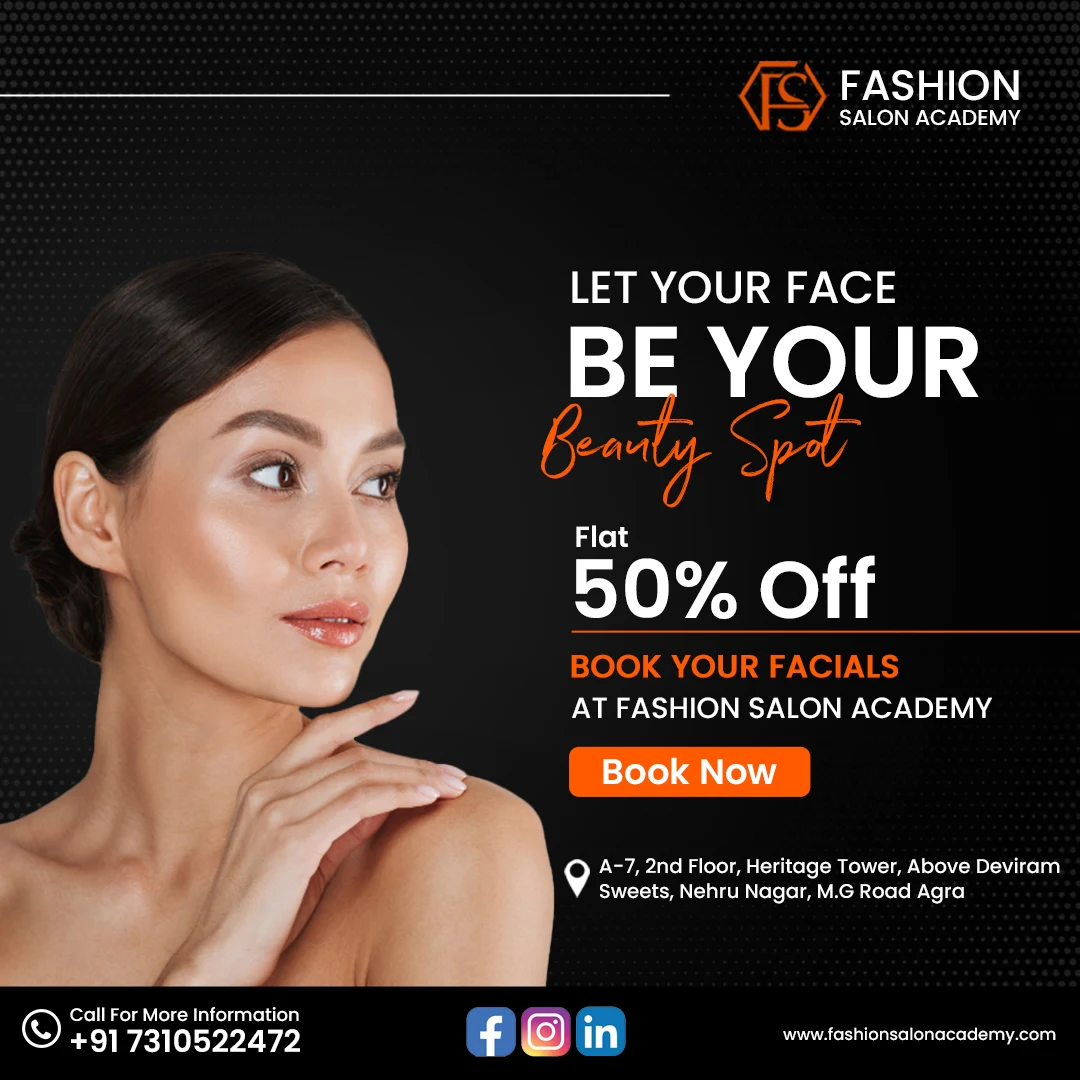 FS
FASHION
SALON ACADEMY
LET YOUR FACE
BE YOUR
Beauty Spot
Flat
50% Off
BOOK YOUR FACIALS
AT FASHION SALON ACADEMY
Book Now
A-7, 2nd Floor, Heritage Tower, Above Deviram
Sweets, Nehru Nagar, M.G Road Agra
Call For More Information
+91 7310522472
www.fashionsalonacademy.com